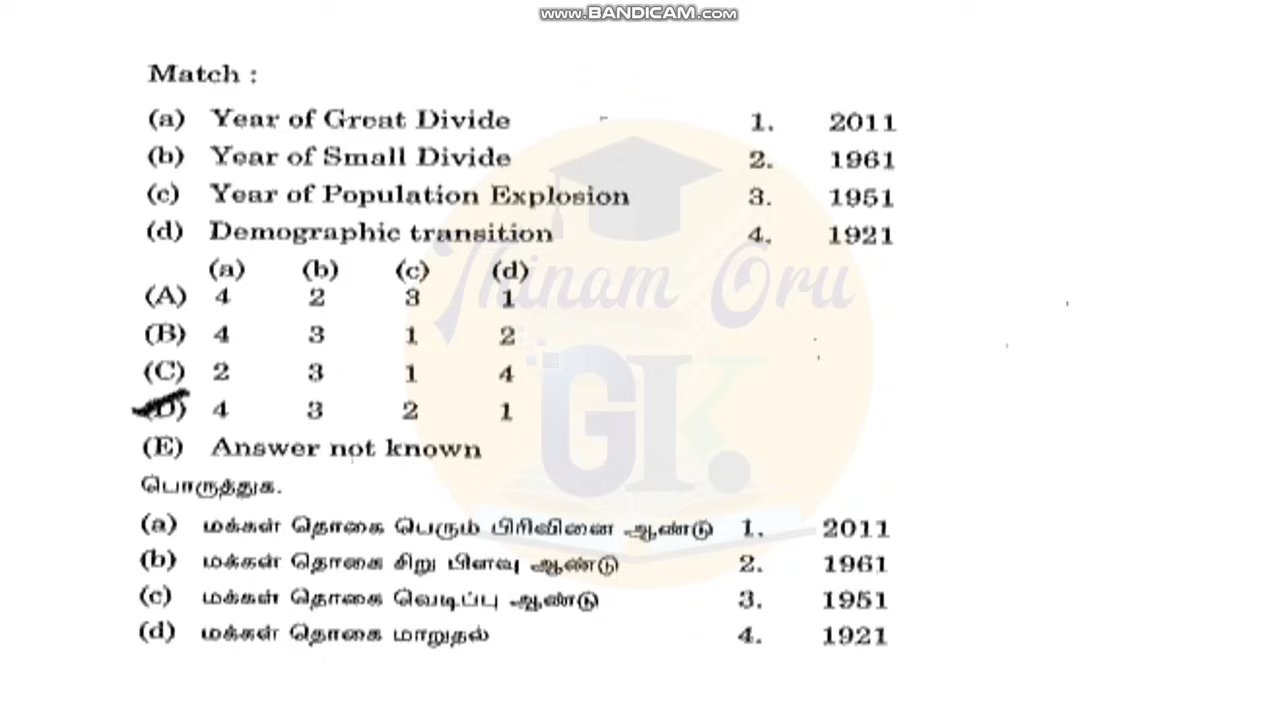 www.BANDICAM.com
Match :
(a) Year of Great Divide 1. 2011
(b) Year of Small Divide 2. 1961
(c) Year of Population Explosion 3. 1951
(d) Demographic transition 4. 1921
(a) (b) (c) (d)
(A) 4 2 3 1
(B) 4 3 1 2
(C) 2 3 1 4
(D) 4 3 2 1
(E) Answer not known
பொருத்துக.
(a) மக்கள் தொகை பெரும் பிரிவினை ஆண்டு 1. 2011
(b) மக்கள் தொகை சிறு பிளவு ஆண்டு 2. 1961
(c) மக்கள் தொகை வெடிப்பு ஆண்டு 3. 1951
(d) மக்கள் தொகை மாறுதல் 4. 1921
Thinam Oru
GK.